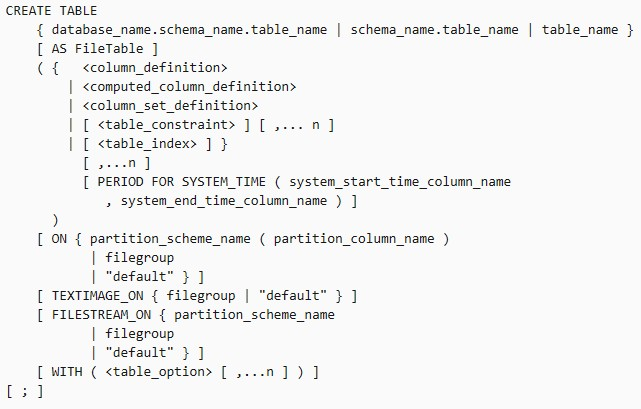 CREATE TABLE
    { database_name.schema_name.table_name | schema_name.table_name | table_name }
    [ AS FileTable ]
    ( {   <column_definition>
        | <computed_column_definition>
        | <column_set_definition>
        | [ <table_constraint> ] [ ,... n ]
        | [ <table_index> ] }
          [ ,...n ]
          [ PERIOD FOR SYSTEM_TIME ( system_start_time_column_name
             , system_end_time_column_name ) ]
      )
    [ ON { partition_scheme_name ( partition_column_name )
           | filegroup
           | "default" } ]
    [ TEXTIMAGE_ON { filegroup | "default" } ]
    [ FILESTREAM_ON { partition_scheme_name
           | filegroup
           | "default" } ]
    [ WITH ( <table_option> [ ,...n ] ) ]
[ ; ]